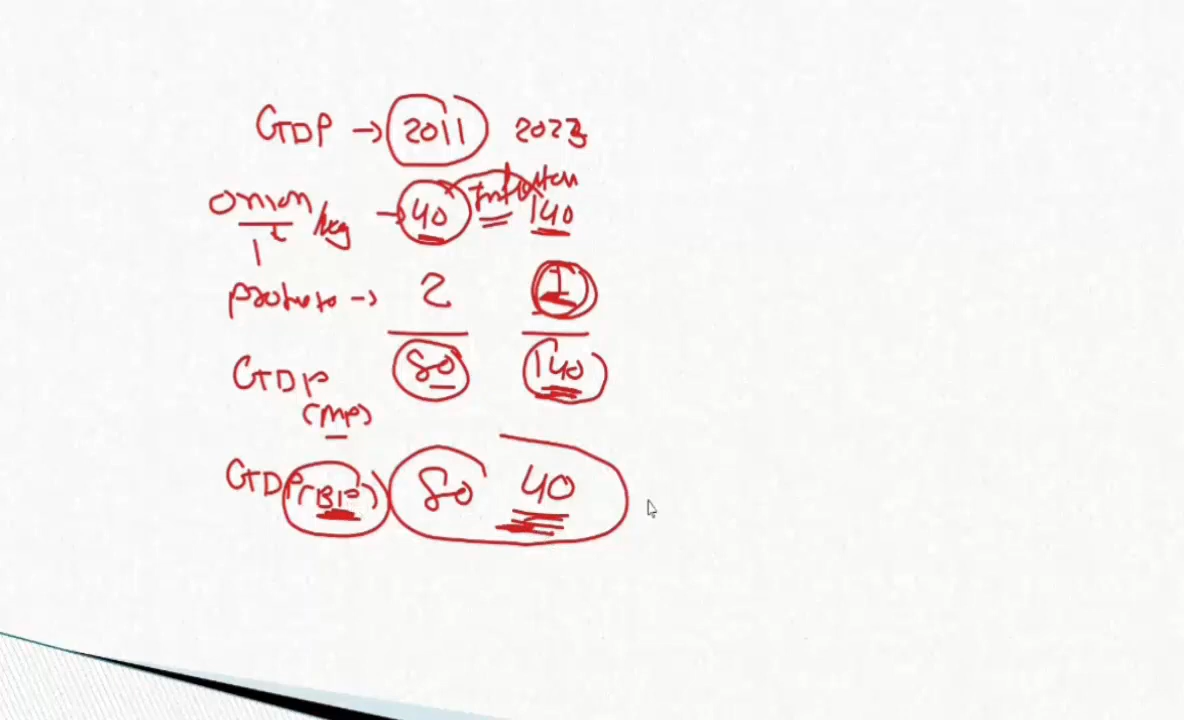 GDP → 2011 2023
onion /kg → 40 Inflation 140
1
→ 2 1
80 140
GDP
(MP)
GDP(BP) 80 40